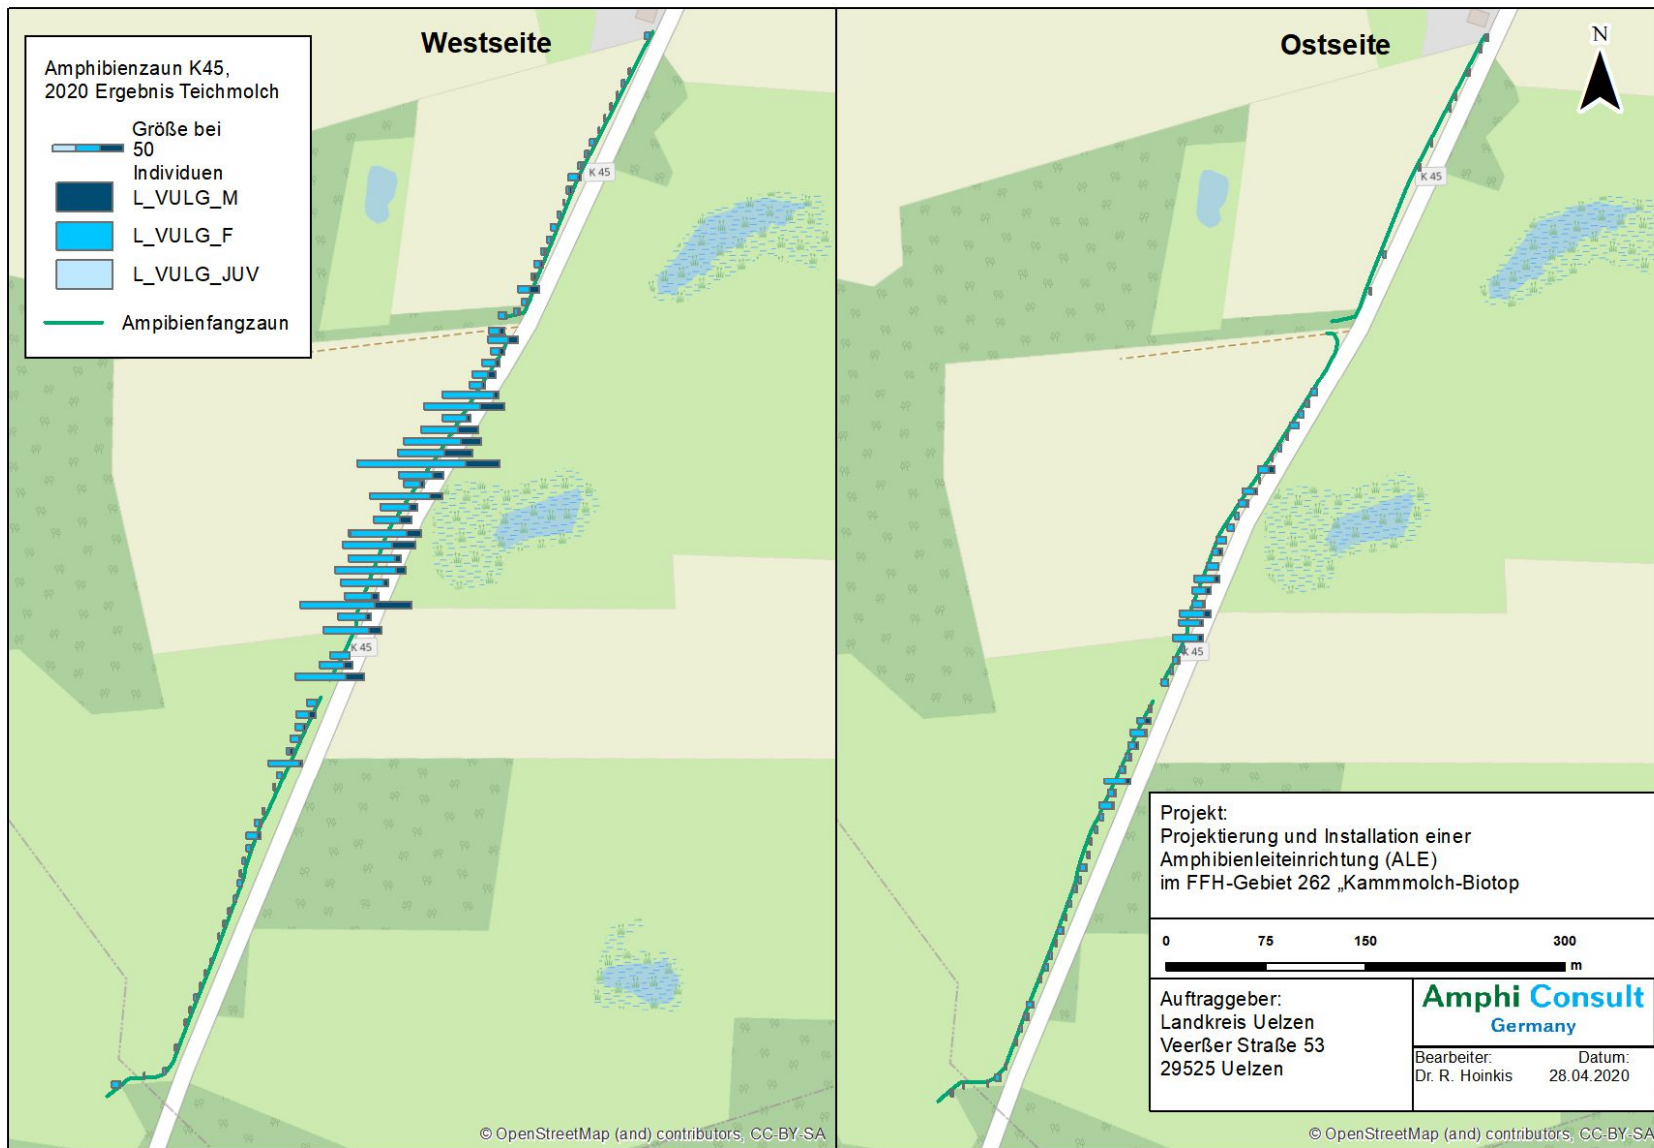 Westseite
Ostseite
N
Amphibienzaun K45,
2020 Ergebnis Teichmolch
Größe bei
50
Individuen
L_VULG_M
L_VULG_F
L_VULG_JUV
Ampibienfangzaun
K 45
K 45
K 45
K 45
Projekt:
Projektierung und Installation einer
Amphibienleiteinrichtung (ALE)
im FFH-Gebiet 262 „Kammmolch-Biotop
0 75 150 300
m
Auftraggeber:
Landkreis Uelzen
Veerßer Straße 53
29525 Uelzen
Amphi Consult
Germany
Bearbeiter: Datum:
Dr. R. Hoinkis 28.04.2020
© OpenStreetMap (and) contributors, CC-BY-SA
© OpenStreetMap (and) contributors, CC-BY-SA